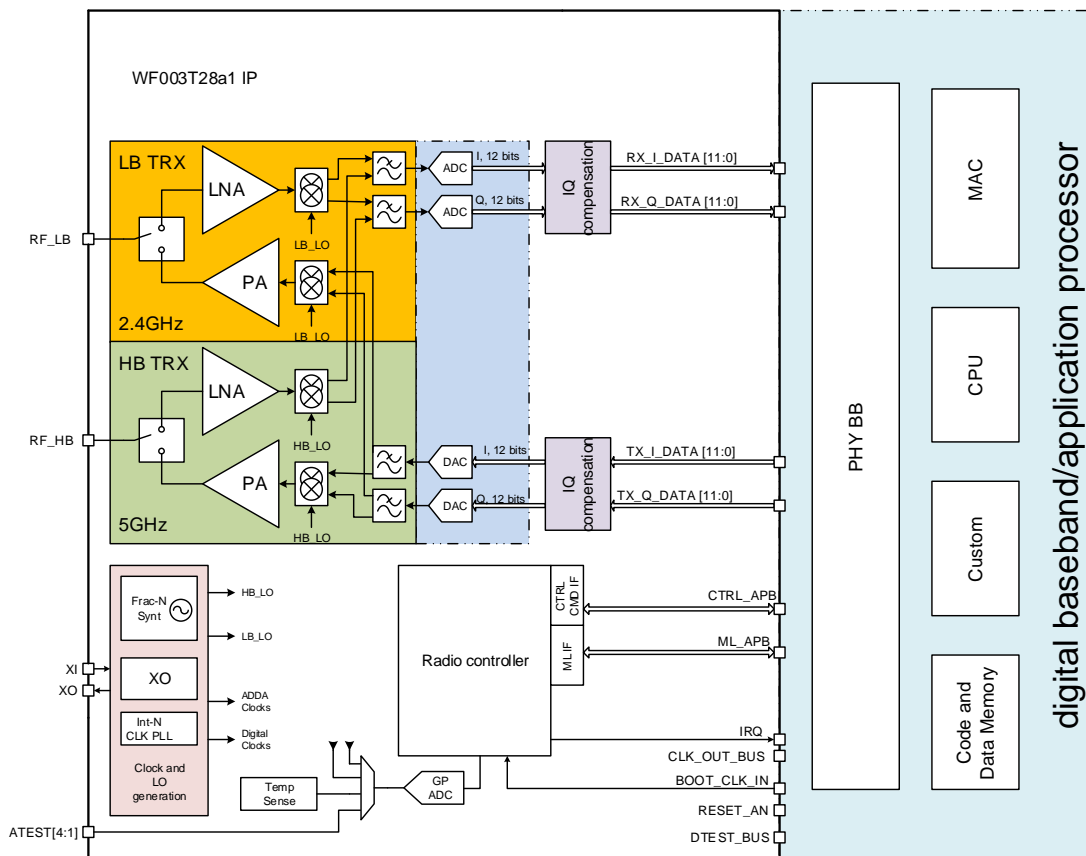 WF003T28a1 IP
LB TRX
LNA
LB_LO
RF_LB
PA
LB_LO
2.4GHz
ADC
I, 12 bits
ADC
Q, 12 bits
IQ
compensation
RX_I_DATA [11:0]
RX_Q_DATA [11:0]
HB TRX
LNA
HB_LO
RF_HB
PA
HB_LO
5GHz
DAC
I, 12 bits
DAC
Q, 12 bits
IQ
compensation
TX_I_DATA [11:0]
TX_Q_DATA [11:0]
Frac-N
Synt
HB_LO
LB_LO
XI
XO
XO
ADDA
Clocks
Int-N
CLK PLL
Digital
Clocks
Clock and
LO
generation
Temp
Sense
GP
ADC
ATEST[4:1]
Radio controller
CTRL
CMD IF
ML IF
CTRL_APB
ML_APB
IRQ
CLK_OUT_BUS
BOOT_CLK_IN
RESET_AN
DTEST_BUS
PHY BB
MAC
CPU
Custom
Code and
Data Memory
digital baseband/application processor